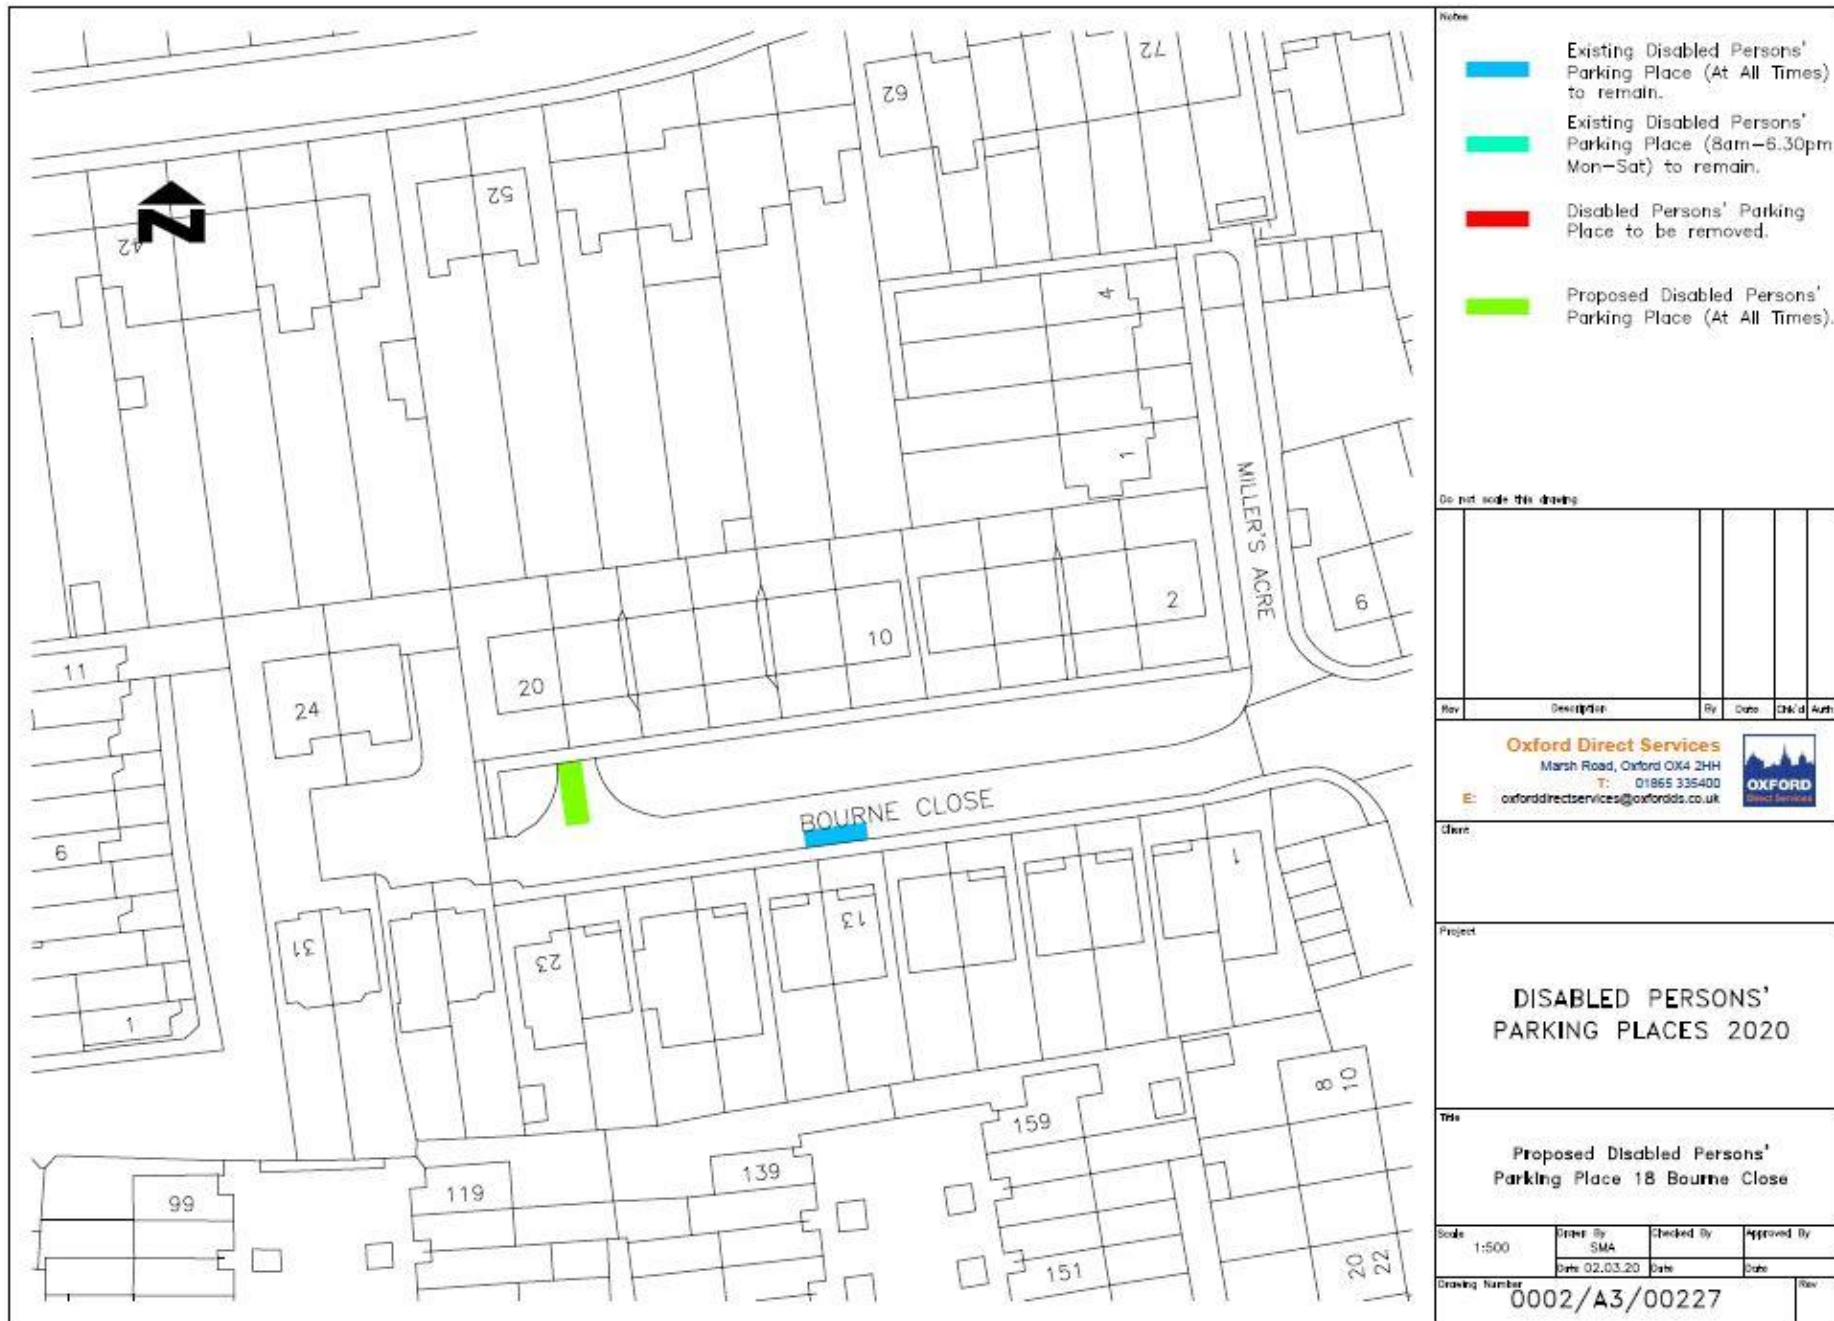 72
62
52
42
N
4
1
MILLER'S ACRE
6
2
10
20
24
11
6
1
BOURNE CLOSE
1
13
23
31
8
10
159
139
119
99
151
20
22
Notes
Existing Disabled Persons'
Parking Place (At All Times)
to remain.
Existing Disabled Persons'
Parking Place (8am-6.30pm
Mon-Sat) to remain.
Disabled Persons' Parking
Place to be removed.
Proposed Disabled Persons'
Parking Place (At All Times).
Do not scale this drawing
Rev Description By Date Chk'd Auth
Oxford Direct Services
Marsh Road, Oxford OX4 2HH
T: 01865 335400
E: oxforddirectservices@oxfordds.co.uk
OXFORD
Direct Services
Client
Project
DISABLED PERSONS'
PARKING PLACES 2020
Title
Proposed Disabled Persons'
Parking Place 18 Bourne Close
Scale Drawn By Checked By Approved By
1:500 SMA
Date 02.03.20 Date Date
Drawing Number Rev
0002/A3/00227